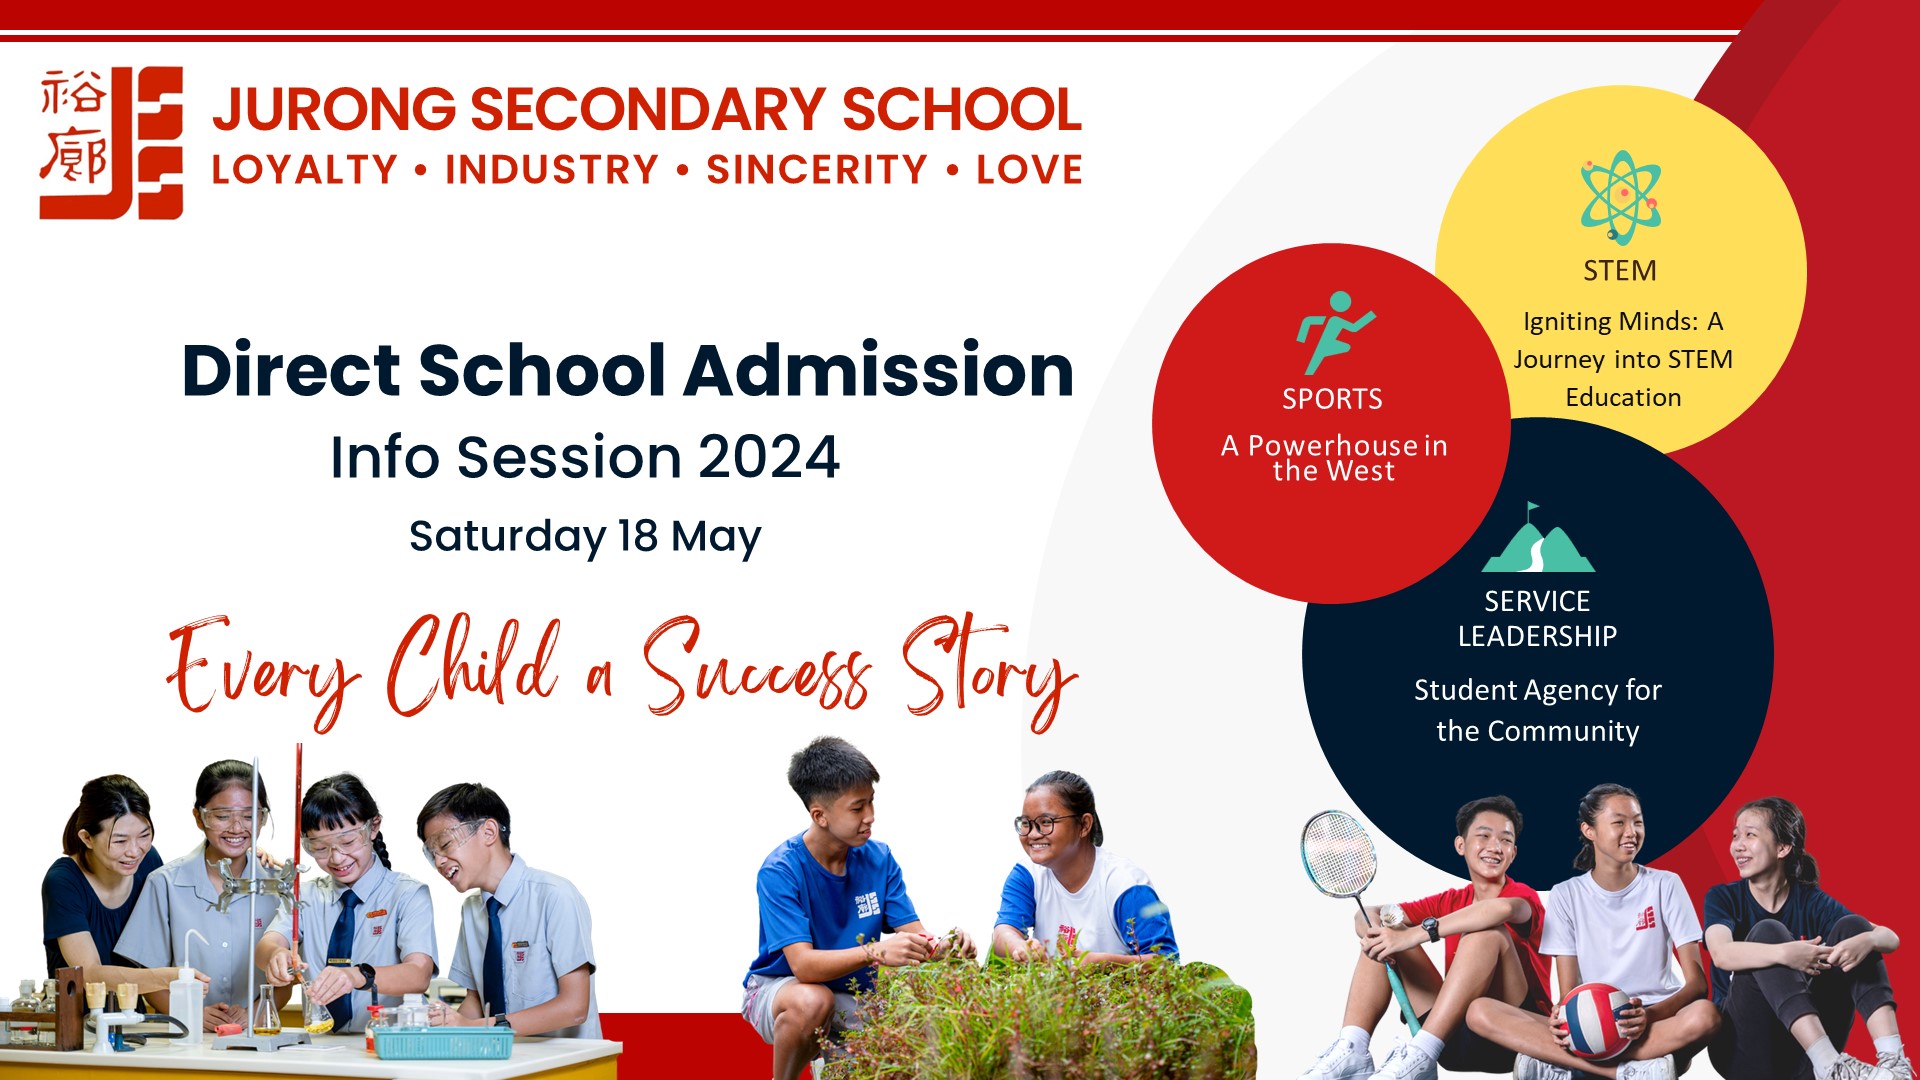 裕廊
JURONG SECONDARY SCHOOL
LOYALTY • INDUSTRY • SINCERITY • LOVE
Direct School Admission
Info Session 2024
Saturday 18 May
Every Child a Success Story
STEM
Igniting Minds: A
Journey into STEM
Education
SPORTS
A Powerhouse in
the West
SERVICE
LEADERSHIP
Student Agency for
the Community